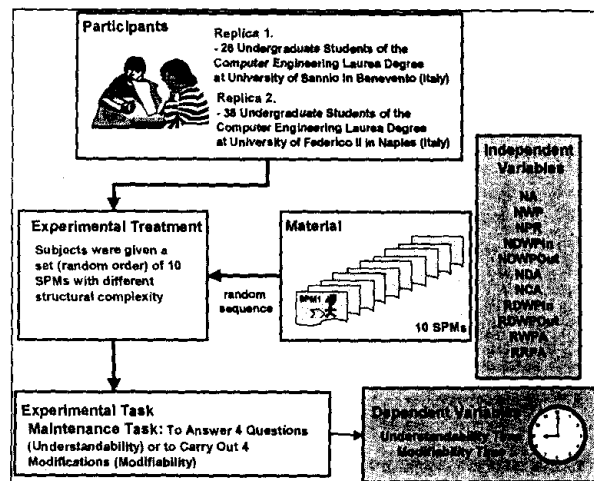 Participants
Replica 1.
- 26 Undergraduate Students of the
Computer Engineering Laurea Degree
at University of Sannio in Benevento (Italy)
Replica 2.
- 38 Undergraduate Students of the
Computer Engineering Laurea Degree
at University of Federico II in Naples (Italy)
Independent
Variables
NA
NWP
NPR
NDWPIn
NDWPOut
NDA
NCA
RDWPIn
RDWPOut
RWPA
RRPA
Experimental Treatment
Subjects were given a
set (random order) of 10
SPMs with different
structural complexity
random
sequence
Material
SPM1
10 SPMs
Experimental Task
Maintenance Task: To Answer 4 Questions
(Understandability) or to Carry Out 4
Modifications (Modifiability)
Dependent Variables
Understandability Time
Modifiability Time